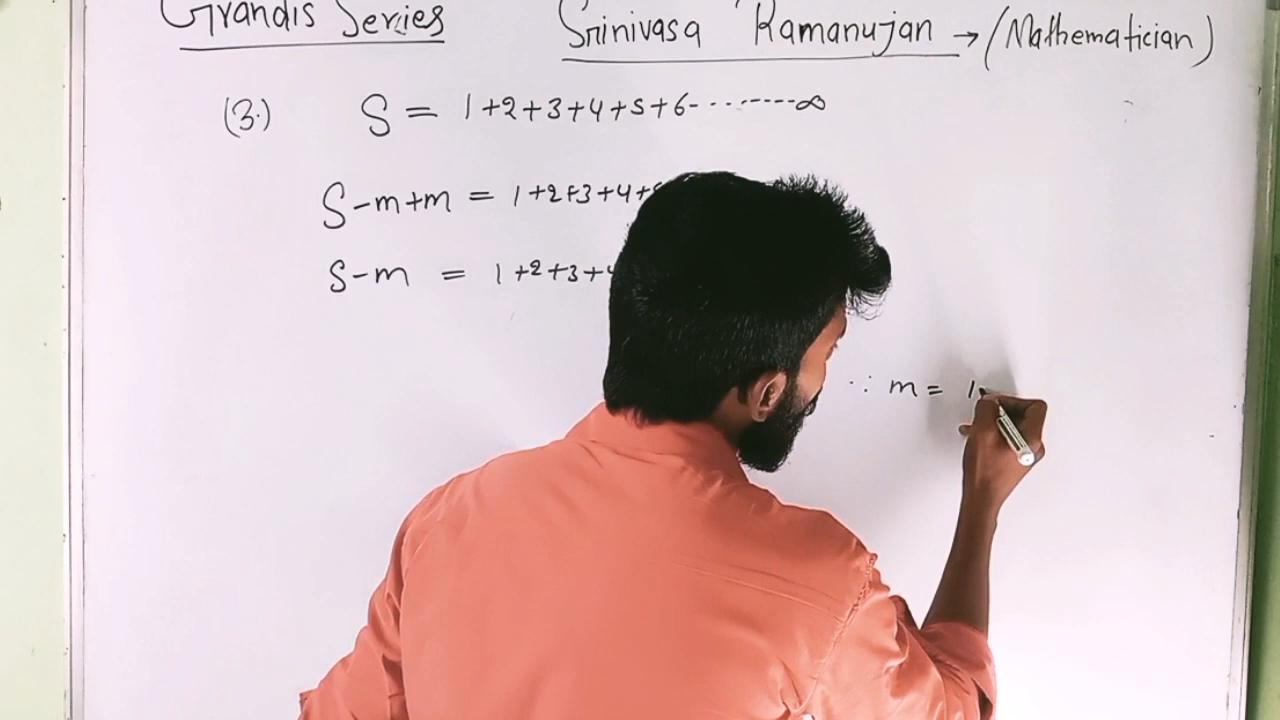 Grandis Series
Srinivasa Ramanujan → (Mathematician)
(3.) S = 1+2+3+4+5+6-------∞
S-m+m = 1+2+3+4+
S-m = 1+2+3+4
∴ m = 1